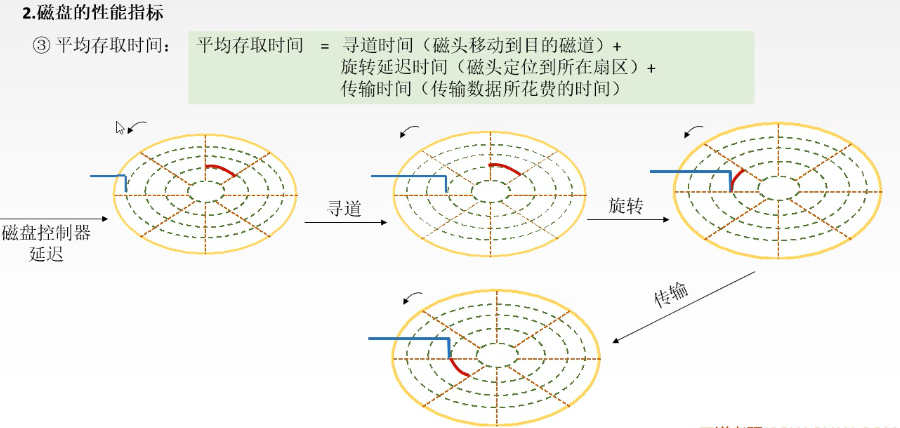 2.磁盘的性能指标
③ 平均存取时间： 平均存取时间 = 寻道时间（磁头移动到目的磁道）+
旋转延迟时间（磁头定位到所在扇区）+
传输时间（传输数据所花费的时间）
磁盘控制器
延迟
寻道
旋转
传输